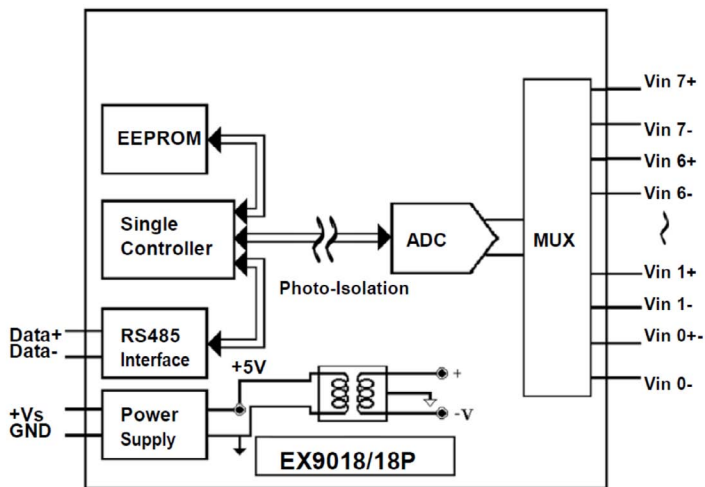 EEPROM
Single
Controller
Photo-Isolation
ADC
MUX
Vin 7+
Vin 7-
Vin 6+
Vin 6-
Vin 1+
Vin 1-
Vin 0+-
Vin 0-
Data+
Data-
RS485
Interface
+5V
+
-V
+Vs
GND
Power
Supply
EX9018/18P